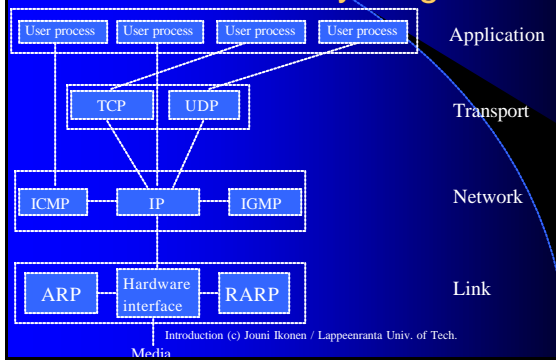 User process User process User process User process Application
TCP UDP Transport
ICMP IP IGMP Network
ARP Hardware interface RARP Link
Introduction (c) Jouni Ikonen / Lappeenranta Univ. of Tech.
Media